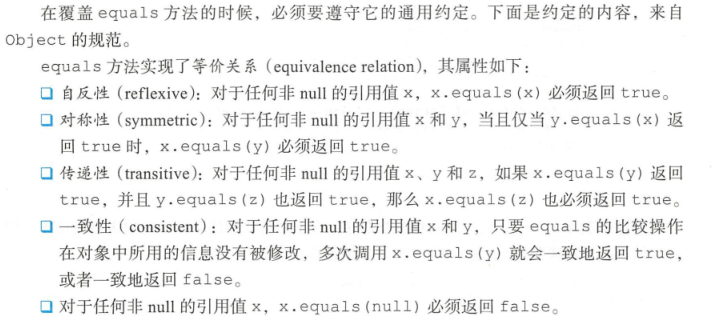 在覆盖 equals 方法的时候，必须要遵守它的通用约定。下面是约定的内容，来自
Object 的规范。
equals 方法实现了等价关系（equivalence relation），其属性如下：
❑ 自反性（reflexive）：对于任何非 null 的引用值 x，x.equals(x) 必须返回 true。
❑ 对称性（symmetric）：对于任何非 null 的引用值 x 和 y，当且仅当 y.equals(x) 返
回 true 时，x.equals(y) 必须返回 true。
❑ 传递性（transitive）：对于任何非 null 的引用值 x、y 和 z，如果 x.equals(y) 返回
true，并且 y.equals(z) 也返回 true，那么 x.equals(z) 也必须返回 true。
❑ 一致性（consistent）：对于任何非 null 的引用值 x 和 y，只要 equals 的比较操作
在对象中所用的信息没有被修改，多次调用 x.equals(y) 就会一致地返回 true，
或者一致地返回 false。
❑ 对于任何非 null 的引用值 x，x.equals(null) 必须返回 false。